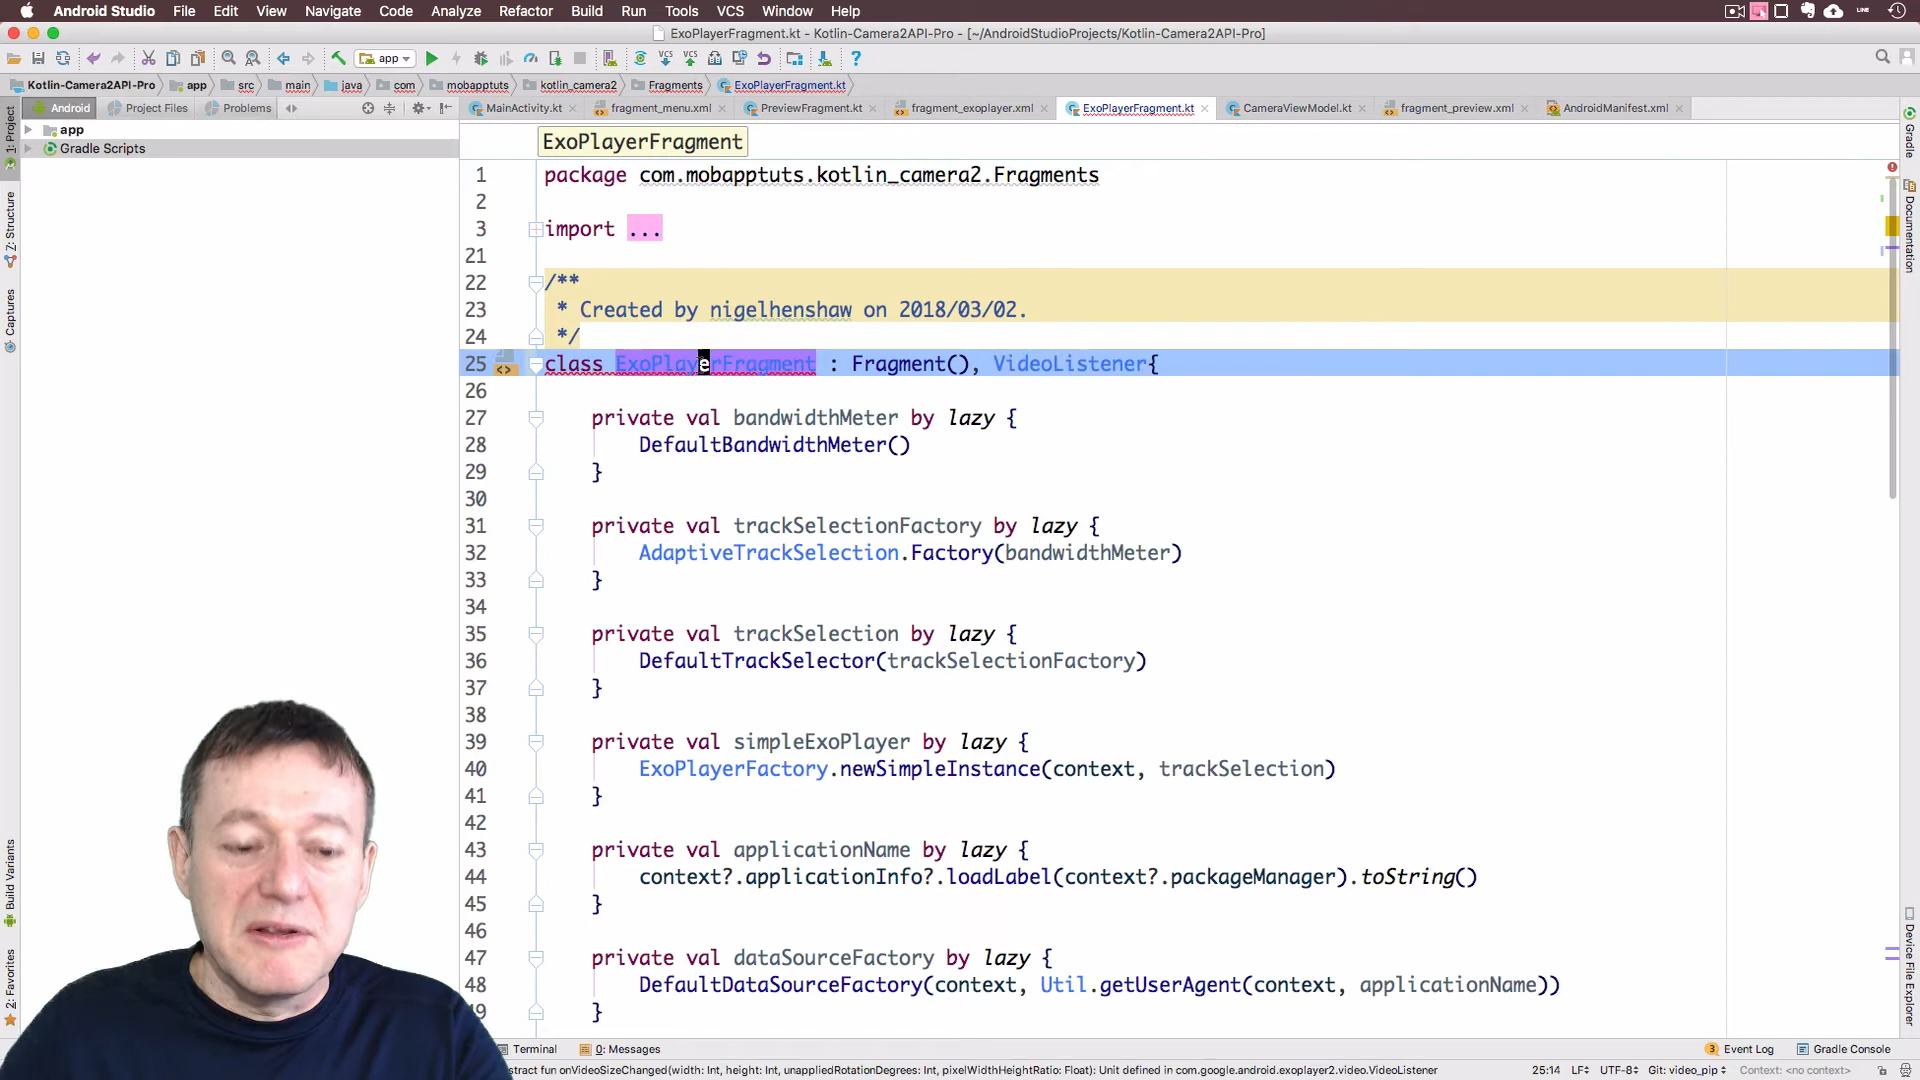 Android Studio File Edit View Navigate Code Analyze Refactor Build Run Tools VCS Window Help
ExoPlayerFragment.kt - Kotlin-Camera2API-Pro - [~/AndroidStudioProjects/Kotlin-Camera2API-Pro]
app
Kotlin-Camera2API-Pro app src main java com mobapptuts kotlin_camera2 Fragments ExoPlayerFragment.kt
Android Project Files Problems MainActivity.kt fragment_menu.xml PreviewFragment.kt fragment_exoplayer.xml ExoPlayerFragment.kt CameraViewModel.kt fragment_preview.xml AndroidManifest.xml
app
Gradle Scripts
1: Project
7: Structure
Captures
Build Variants
2: Favorites
Gradle
Documentation
Device File Explorer
ExoPlayerFragment
1 package com.mobapptuts.kotlin_camera2.Fragments
2
3 import ...
21
22 /**
23 * Created by nigelhenshaw on 2018/03/02.
24 */
25 class ExoPlayerFragment : Fragment(), VideoListener{
26
27 private val bandwidthMeter by lazy {
28 DefaultBandwidthMeter()
29 }
30
31 private val trackSelectionFactory by lazy {
32 AdaptiveTrackSelection.Factory(bandwidthMeter)
33 }
34
35 private val trackSelection by lazy {
36 DefaultTrackSelector(trackSelectionFactory)
37 }
38
39 private val simpleExoPlayer by lazy {
40 ExoPlayerFactory.newSimpleInstance(context, trackSelection)
41 }
42
43 private val applicationName by lazy {
44 context?.applicationInfo?.loadLabel(context?.packageManager).toString()
45 }
46
47 private val dataSourceFactory by lazy {
48 DefaultDataSourceFactory(context, Util.getUserAgent(context, applicationName))
49 }
Terminal 0: Messages 3 Event Log Gradle Console
stract fun onVideoSizeChanged(width: Int, height: Int, unappliedRotationDegrees: Int, pixelWidthHeightRatio: Float): Unit defined in com.google.android.exoplayer2.video.VideoListener 25:14 LF UTF-8 Git: video_pip Context: <no context>